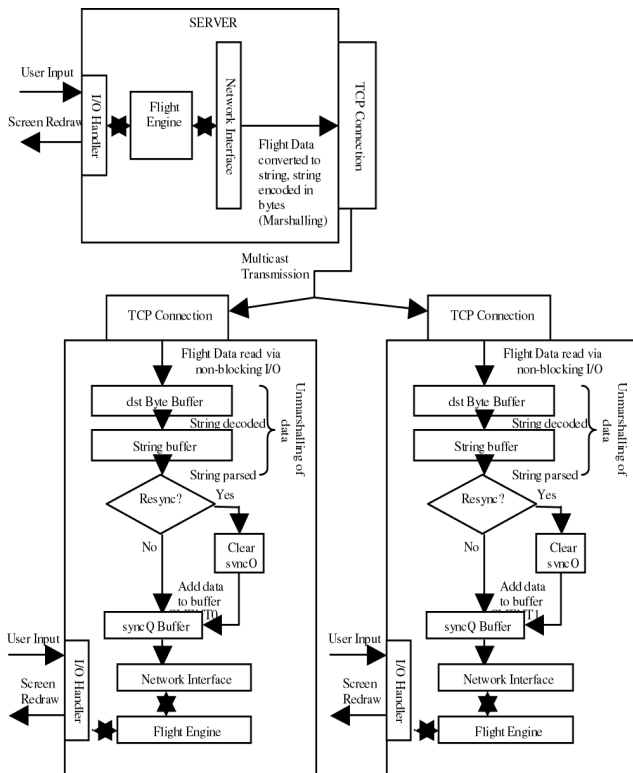 SERVER
User Input
Screen Redraw
I/O Handler
Flight
Engine
Network Interface
TCP Connection
Flight Data
converted to
string, string
encoded in
bytes
(Marshalling)
Multicast
Transmission
TCP Connection
Flight Data read via
non-blocking I/O
dst Byte Buffer
String decoded
String buffer
String parsed
Unmarshalling of
data
Resync?
Yes
No
Clear
syncQ
Add data
to buffer
syncQ Buffer
User Input
Screen
Redraw
I/O Handler
Network Interface
Flight Engine
TCP Connection
Flight Data read via
non-blocking I/O
dst Byte Buffer
String decoded
String buffer
String parsed
Unmarshalling of
data
Resync?
Yes
No
Clear
syncQ
Add data
to buffer
syncQ Buffer
User Input
Screen
Redraw
I/O Handler
Network Interface
Flight Engine